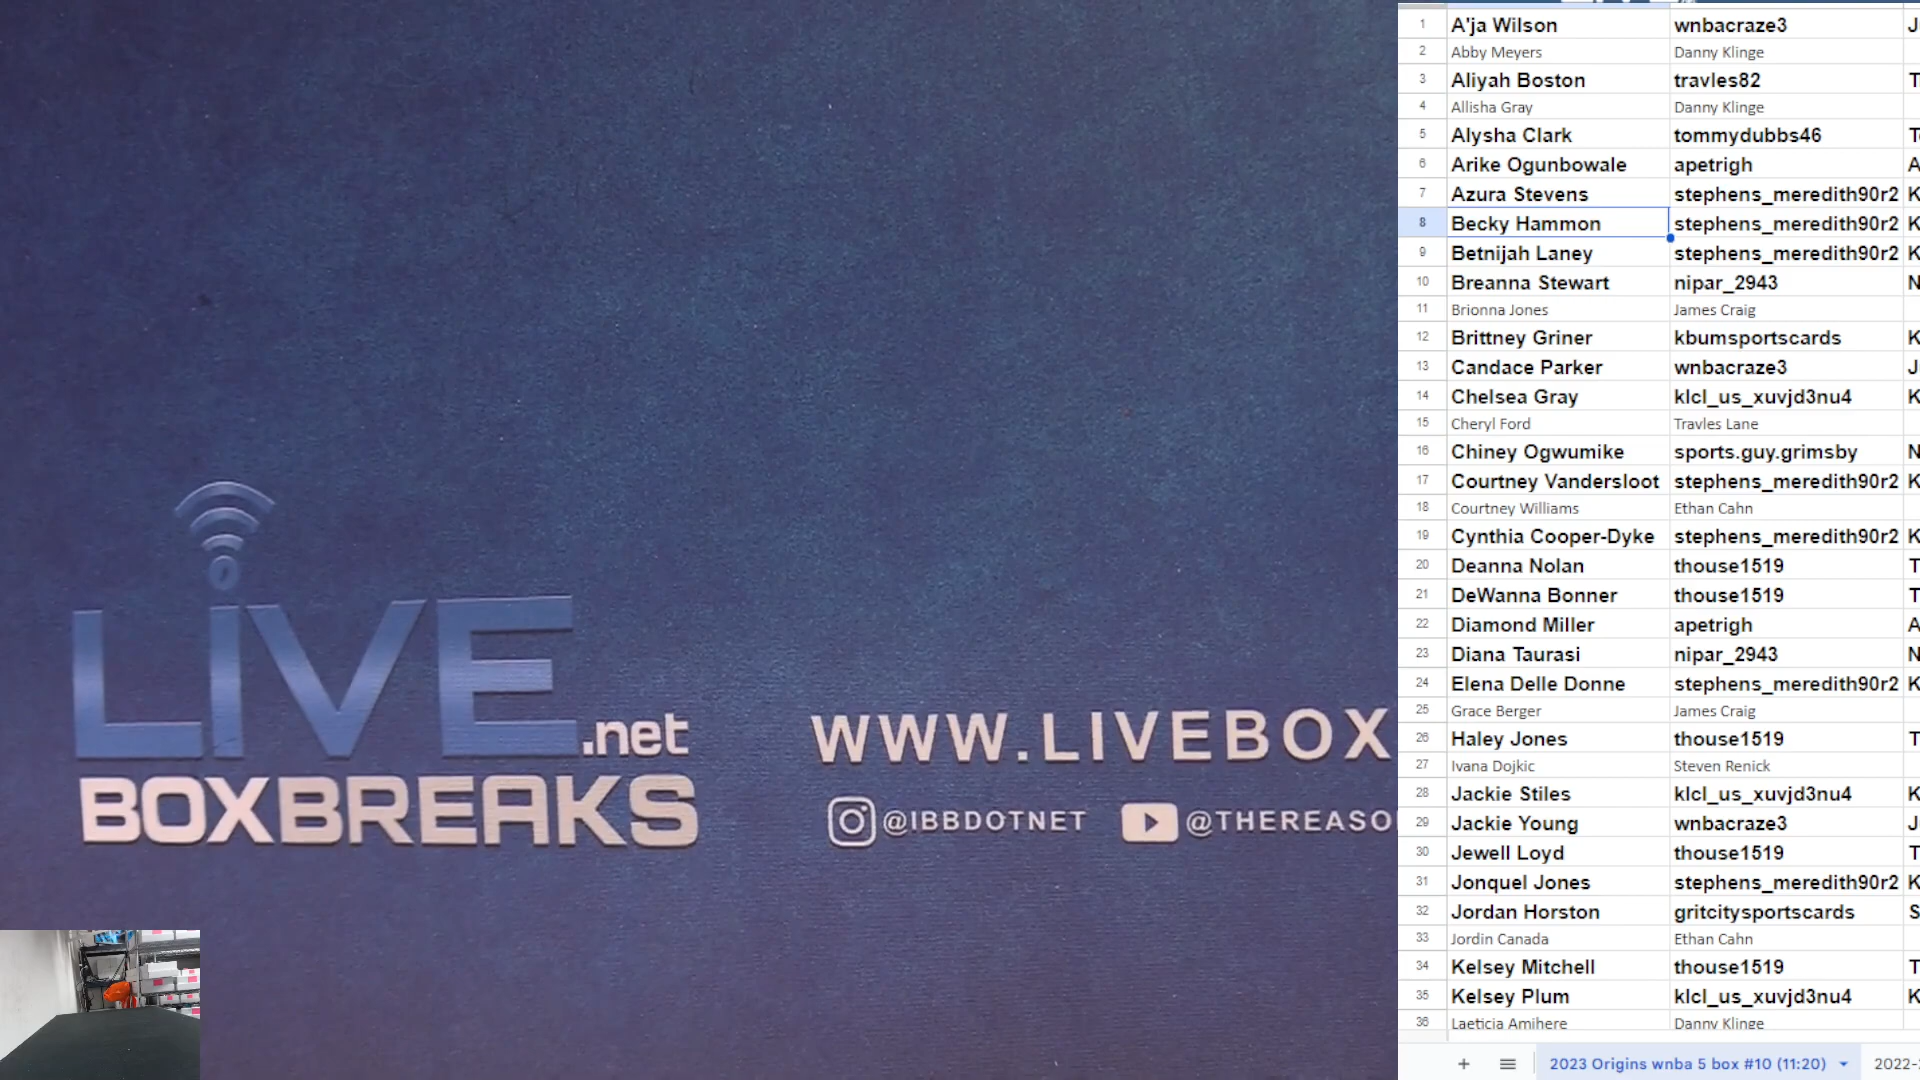 LIVE.net
BOXBREAKS
WWW.LIVEBOX
@IBBDOTNET @THEREASO
1 A'ja Wilson wnbacraze3 J
2 Abby Meyers Danny Klinge
3 Aliyah Boston travles82 T
4 Allisha Gray Danny Klinge
5 Alysha Clark tommydubbs46 T
6 Arike Ogunbowale apetrigh A
7 Azura Stevens stephens_meredith90r2 K
8 Becky Hammon stephens_meredith90r2 K
9 Betnijah Laney stephens_meredith90r2 K
10 Breanna Stewart nipar_2943 N
11 Brionna Jones James Craig
12 Brittney Griner kbumsportscards K
13 Candace Parker wnbacraze3 J
14 Chelsea Gray klcl_us_xuvjd3nu4 K
15 Cheryl Ford Travles Lane
16 Chiney Ogwumike sports.guy.grimsby N
17 Courtney Vandersloot stephens_meredith90r2 K
18 Courtney Williams Ethan Cahn
19 Cynthia Cooper-Dyke stephens_meredith90r2 K
20 Deanna Nolan thouse1519 T
21 DeWanna Bonner thouse1519 T
22 Diamond Miller apetrigh A
23 Diana Taurasi nipar_2943 N
24 Elena Delle Donne stephens_meredith90r2 K
25 Grace Berger James Craig
26 Haley Jones thouse1519 T
27 Ivana Dojkic Steven Renick
28 Jackie Stiles klcl_us_xuvjd3nu4 K
29 Jackie Young wnbacraze3 J
30 Jewell Loyd thouse1519 T
31 Jonquel Jones stephens_meredith90r2 K
32 Jordan Horston gritcitysportscards S
33 Jordin Canada Ethan Cahn
34 Kelsey Mitchell thouse1519 T
35 Kelsey Plum klcl_us_xuvjd3nu4 K
36 Laeticia Amihere Danny Klinge
+ 2023 Origins wnba 5 box #10 (11:20) 2022-